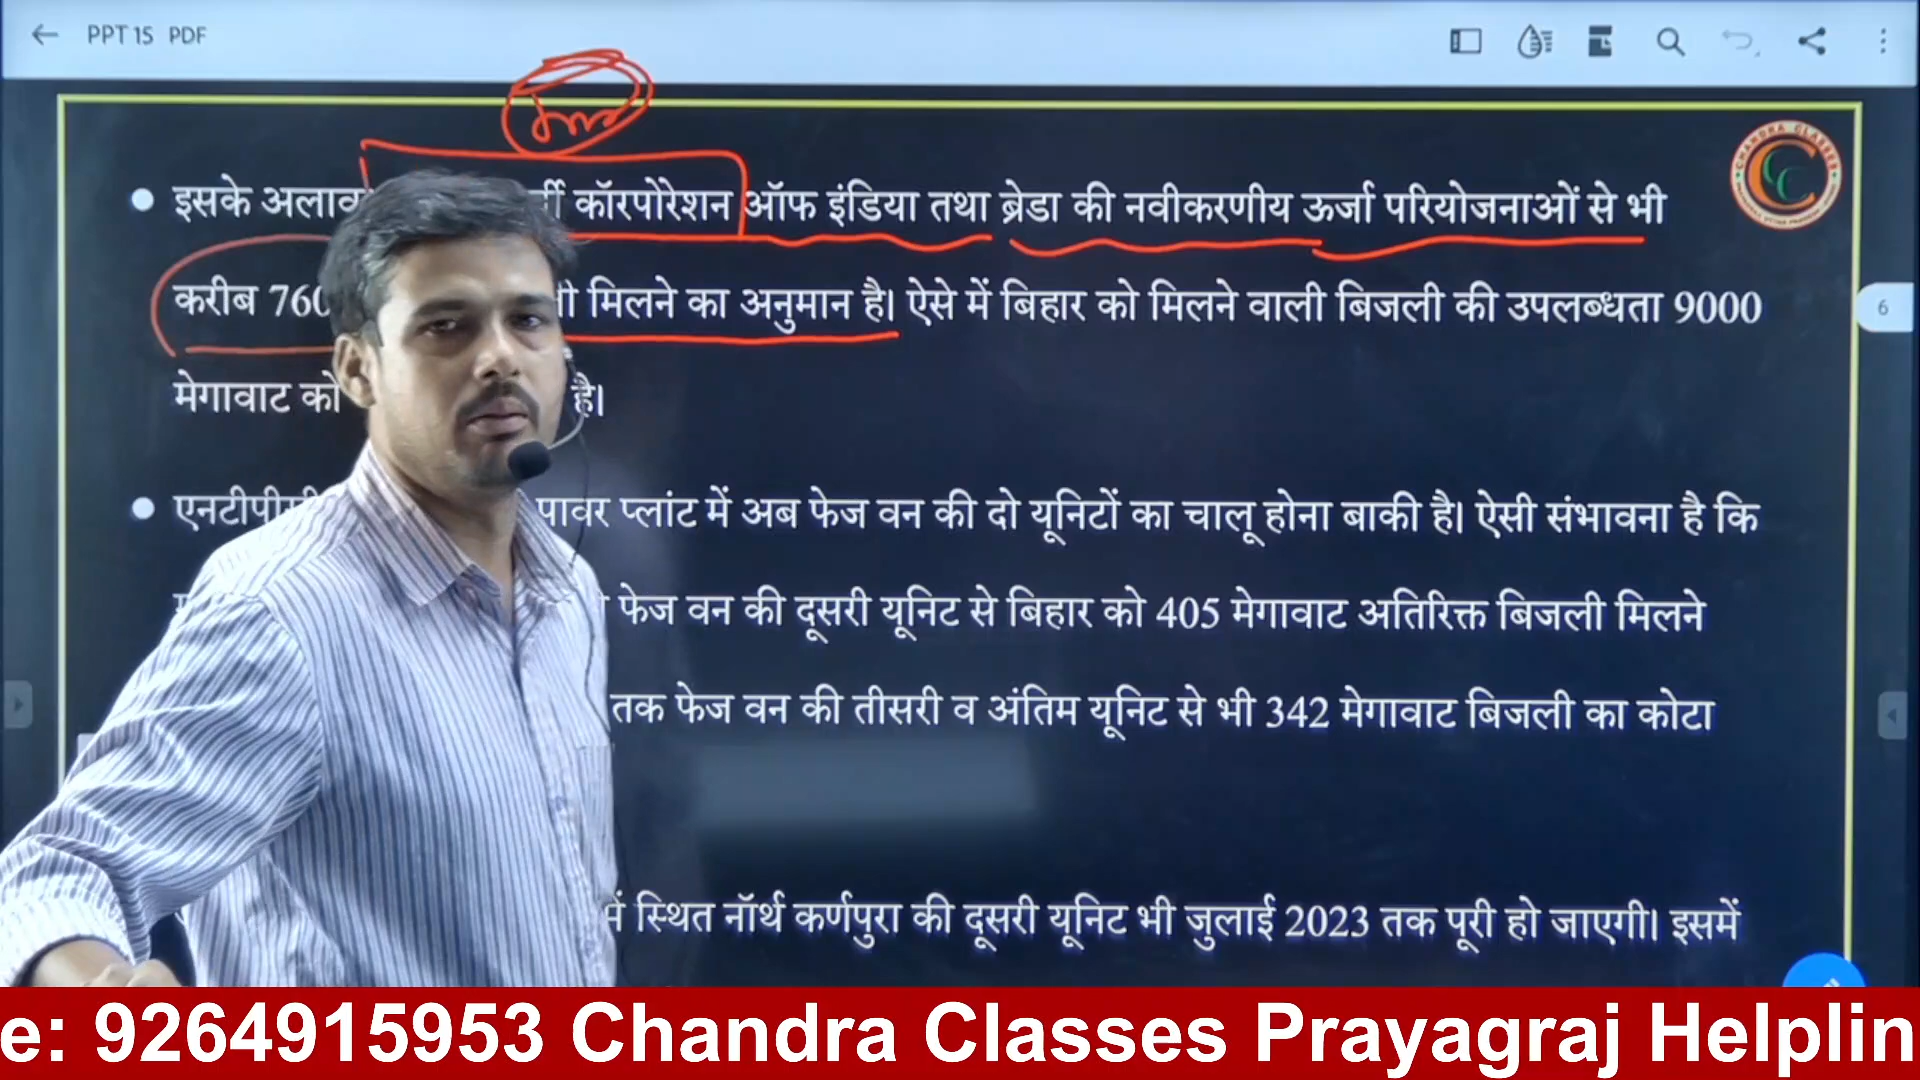 PPT 15 PDF
CHANDRA CLASSES
इसके अलावा कॉरपोरेशन ऑफ इंडिया तथा ब्रेडा की नवीकरणीय ऊर्जा परियोजनाओं से भी
करीब 760 मिलने का अनुमान है। ऐसे में बिहार को मिलने वाली बिजली की उपलब्धता 9000
6
मेगावाट को है।
एनटीपीसी पावर प्लांट में अब फेज वन की दो यूनिटों का चालू होना बाकी है। ऐसी संभावना है कि
फेज वन की दूसरी यूनिट से बिहार को 405 मेगावाट अतिरिक्त बिजली मिलने
तक फेज वन की तीसरी व अंतिम यूनिट से भी 342 मेगावाट बिजली का कोटा
में स्थित नॉर्थ कर्णपुरा की दूसरी यूनिट भी जुलाई 2023 तक पूरी हो जाएगी। इसमें
e: 9264915953 Chandra Classes Prayagraj Helplin